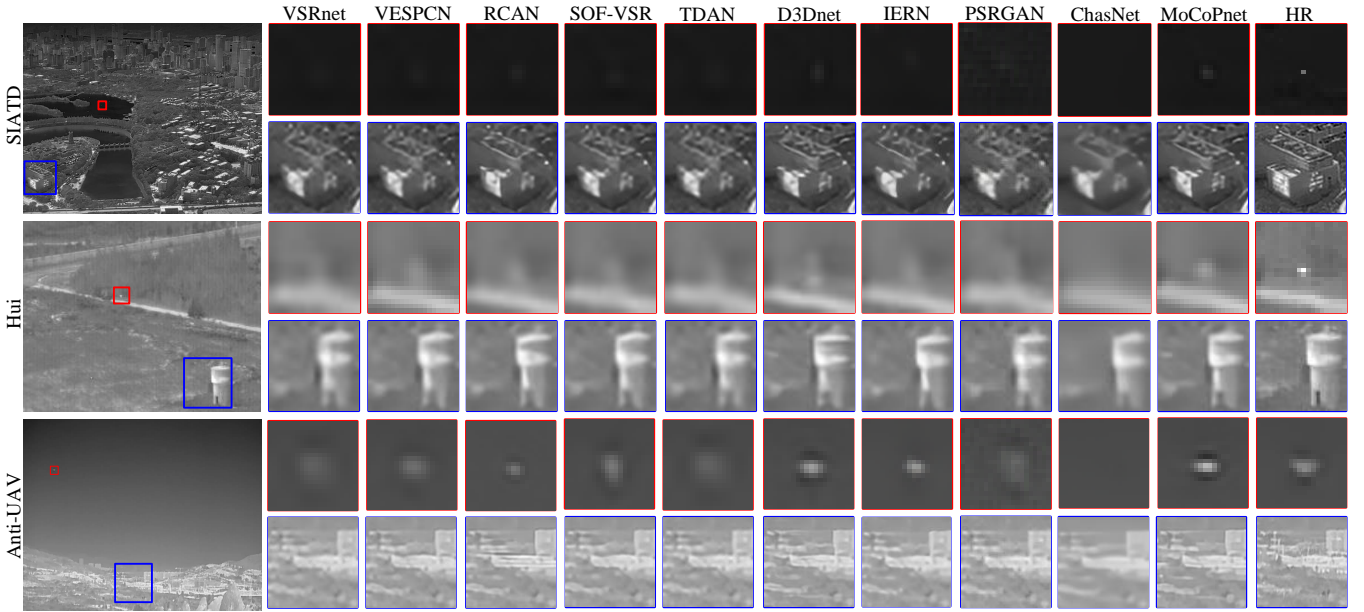 VSRnet VESPCN RCAN SOF-VSR TDAN D3Dnet IERN PSRGAN ChasNet MoCoPnet HR
SIATD
Hui
Anti-UAV